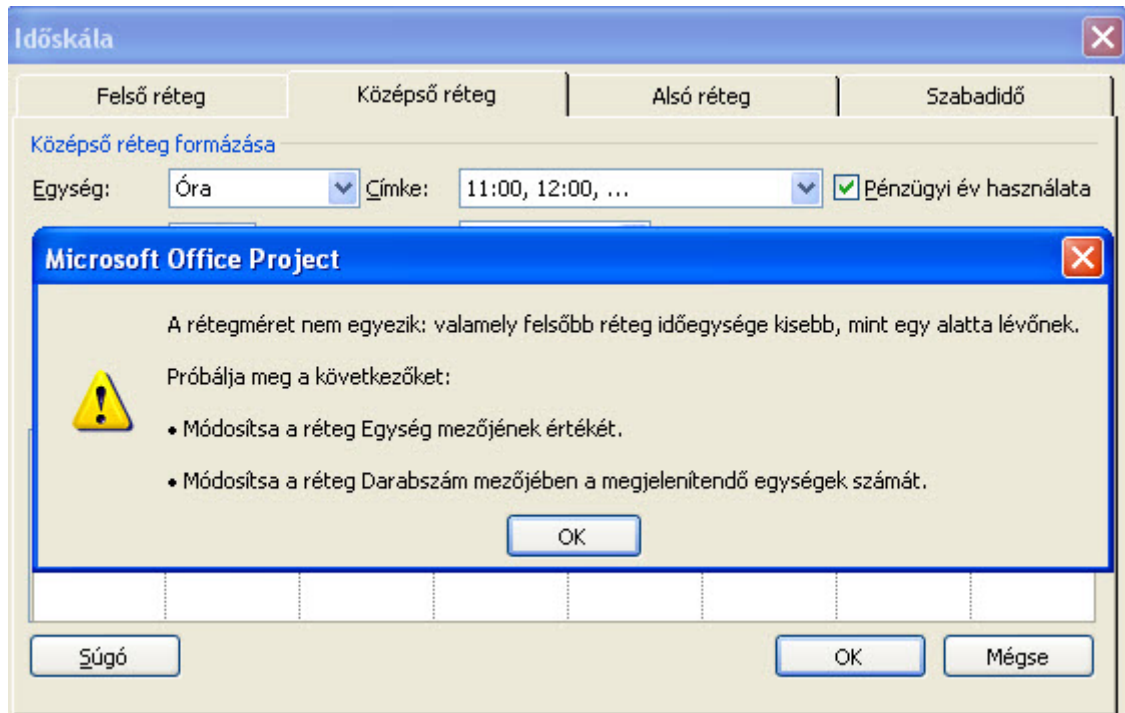 Időskála
Felső réteg
Középső réteg
Alsó réteg
Szabadidő
Középső réteg formázása
Egység:
Óra
Címke:
11:00, 12:00, ...
Pénzügyi év használata
Microsoft Office Project
A rétegméret nem egyezik: valamely felsőbb réteg időegysége kisebb, mint egy alatta lévőnek.
Próbálja meg a következőket:
• Módosítsa a réteg Egység mezőjének értékét.
• Módosítsa a réteg Darabszám mezőjében a megjelenítendő egységek számát.
OK
Súgó
OK
Mégse